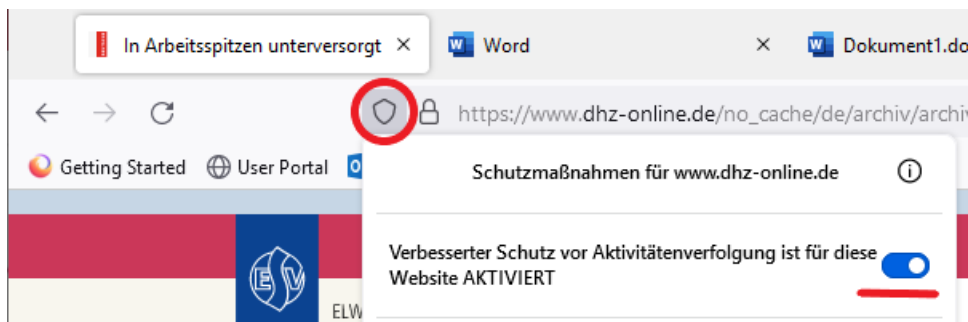 In Arbeitsspitzen unterversorgt
Word
Dokument1.do
https://www.dhz-online.de/no_cache/de/archiv/archiv
Getting Started
User Portal
Schutzmaßnahmen für www.dhz-online.de
Verbesserter Schutz vor Aktivitätenverfolgung ist für diese
Website AKTIVIERT
ESV
ELW